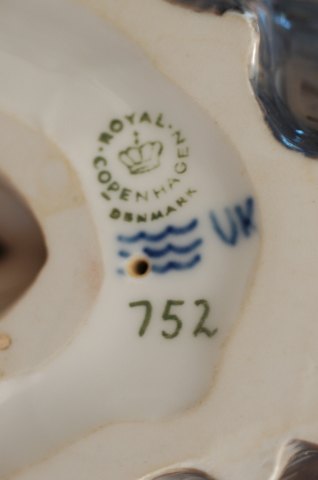 ROYAL
COPENHAGEN
DENMARK
UK
752